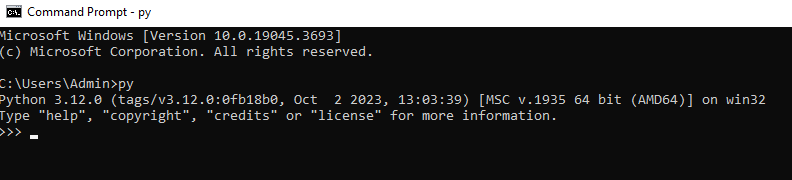 Command Prompt - py
Microsoft Windows [Version 10.0.19045.3693]
(c) Microsoft Corporation. All rights reserved.
C:\Users\Admin>py
Python 3.12.0 (tags/v3.12.0:0fb18b0, Oct  2 2023, 13:03:39) [MSC v.1935 64 bit (AMD64)] on win32
Type "help", "copyright", "credits" or "license" for more information.
>>> _